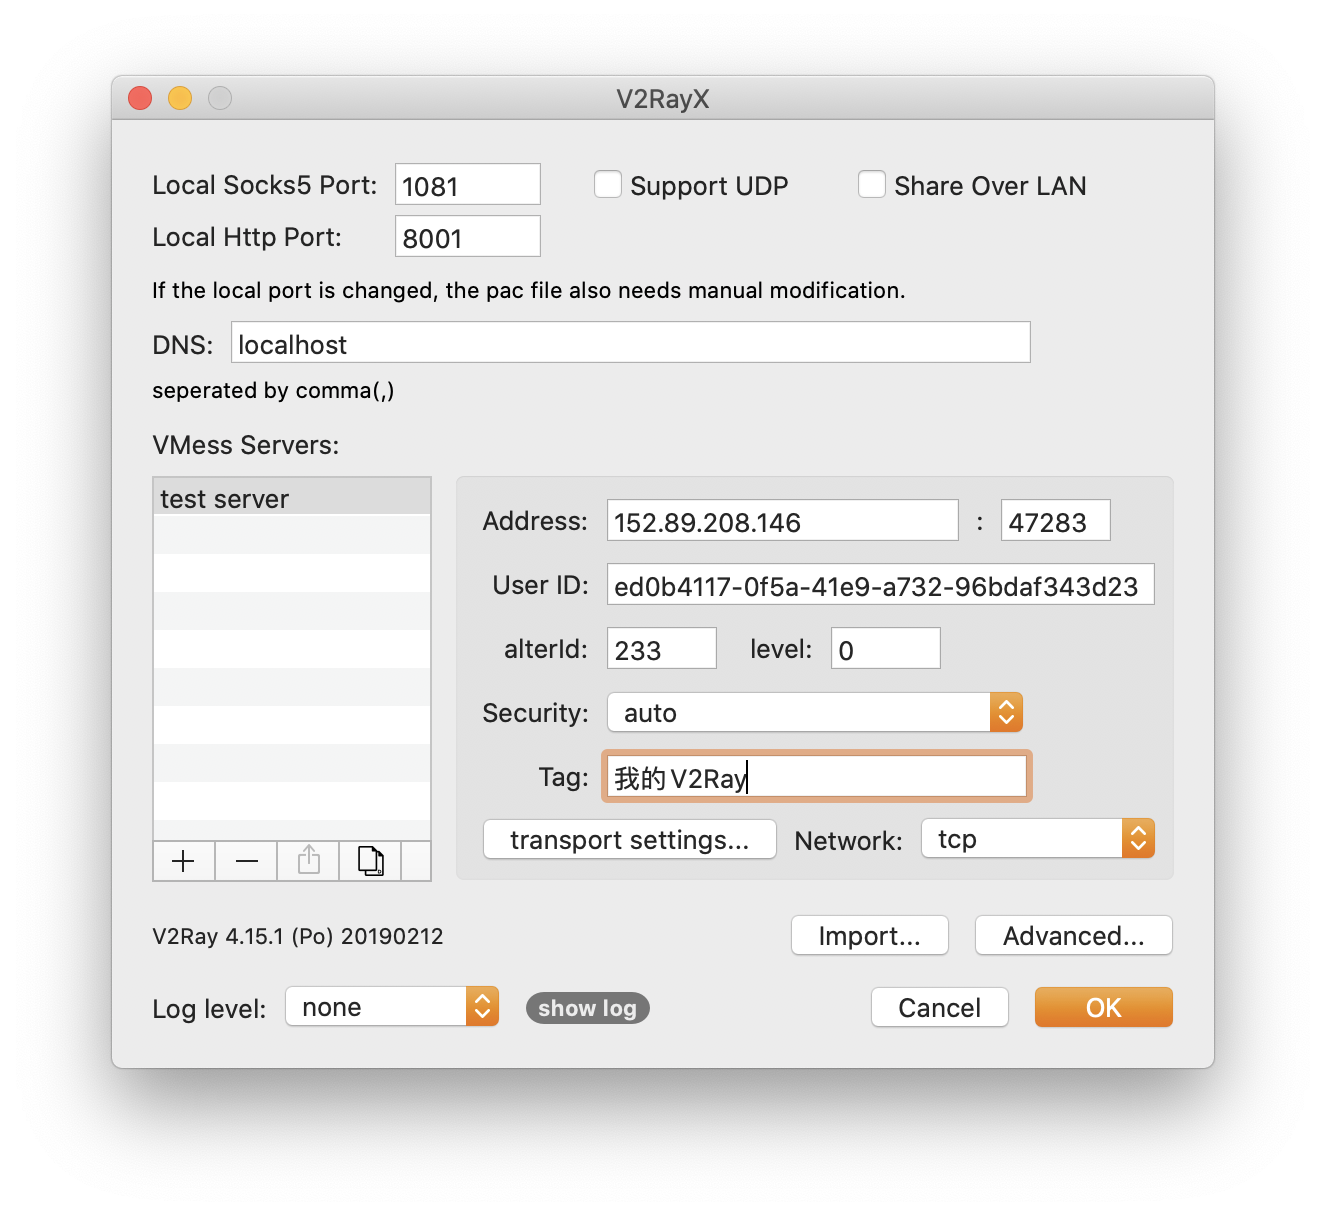 V2RayX
Local Socks5 Port: 1081 Support UDP Share Over LAN
Local Http Port: 8001
If the local port is changed, the pac file also needs manual modification.
DNS: localhost
seperated by comma(,)
VMess Servers:
test server
Address: 152.89.208.146 : 47283
User ID: ed0b4117-0f5a-41e9-a732-96bdaf343d23
alterId: 233 level: 0
Security: auto
Tag: 我的V2Ray
transport settings... Network: tcp
V2Ray 4.15.1 (Po) 20190212 Import... Advanced...
Log level: none show log Cancel OK